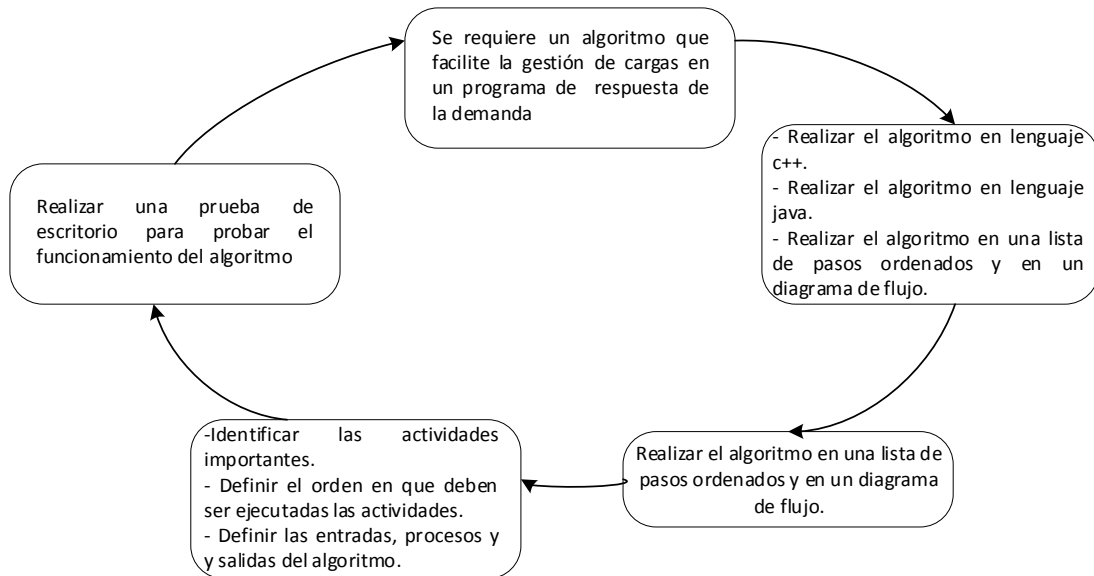 Se requiere un algoritmo que
facilite la gestión de cargas en
un programa de respuesta de
la demanda
- Realizar el algoritmo en lenguaje
c++.
- Realizar el algoritmo en lenguaje
java.
- Realizar el algoritmo en una lista
de pasos ordenados y en un
diagrama de flujo.
Realizar el algoritmo en una lista de
pasos ordenados y en un diagrama
de flujo.
-Identificar las actividades
importantes.
- Definir el orden en que deben
ser ejecutadas las actividades.
- Definir las entradas, procesos y
y salidas del algoritmo.
Realizar una prueba de
escritorio para probar el
funcionamiento del algoritmo